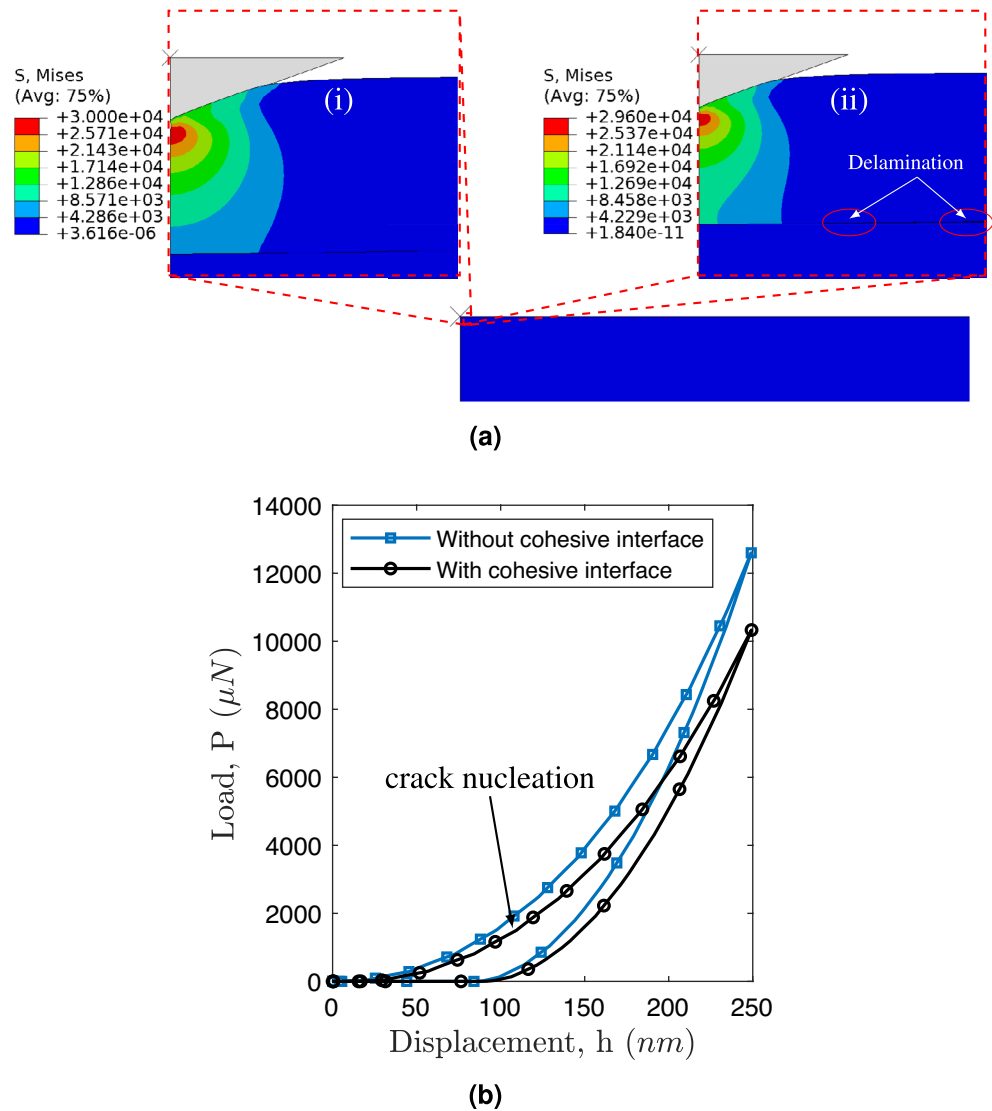 S, Mises
(Avg: 75%)
+3.000e+04
+2.571e+04
+2.143e+04
+1.714e+04
+1.286e+04
+8.571e+03
+4.286e+03
+3.616e-06
(i)
S, Mises
(Avg: 75%)
+2.960e+04
+2.537e+04
+2.114e+04
+1.692e+04
+1.269e+04
+8.458e+03
+4.229e+03
+1.840e-11
(ii)
Delamination
(a)
14000
12000
10000
8000
6000
4000
2000
0
Load, P (μN)
Without cohesive interface
With cohesive interface
crack nucleation
0
50
100
150
200
250
Displacement, h (nm)
(b)